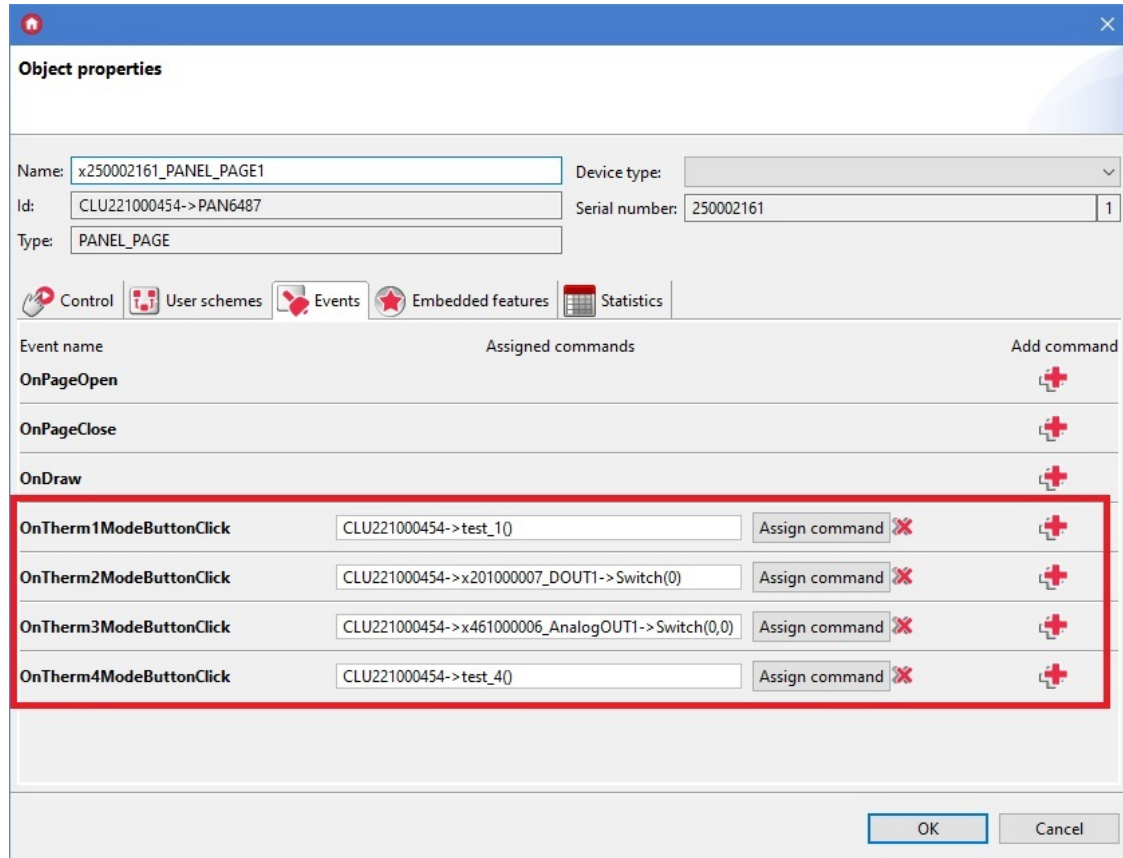 Object properties
Name: x250002161_PANEL_PAGE1 Device type:
Id: CLU221000454->PAN6487 Serial number: 250002161 1
Type: PANEL_PAGE
Control User schemes Events Embedded features Statistics
Event name Assigned commands Add command
OnPageOpen
OnPageClose
OnDraw
OnTherm1ModeButtonClick CLU221000454->test_1() Assign command
OnTherm2ModeButtonClick CLU221000454->x201000007_DOUT1->Switch(0) Assign command
OnTherm3ModeButtonClick CLU221000454->x461000006_AnalogOUT1->Switch(0,0) Assign command
OnTherm4ModeButtonClick CLU221000454->test_4() Assign command
OK Cancel